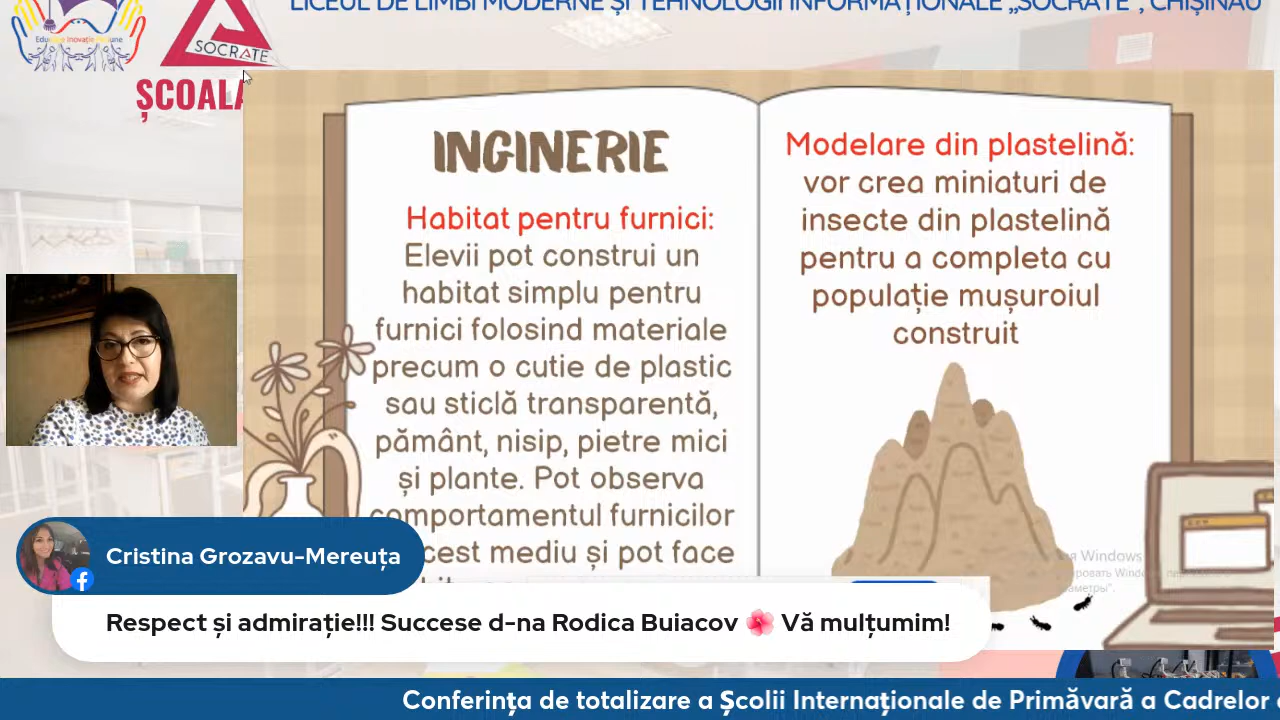 LICEUL DE LIMBI MODERNE ȘI TEHNOLOGII INFORMAȚIONALE „SOCRATE”, CHIȘINĂU
SOCRATE
ȘCOALA
INGINERIE
Habitat pentru furnici:
Elevii pot construi un
habitat simplu pentru
furnici folosind materiale
precum o cutie de plastic
sau sticlă transparentă,
pământ, nisip, pietre mici
și plante. Pot observa
comportamentul furnicilor
cest mediu și pot face
Modelare din plastelină:
vor crea miniaturi de
insecte din plastelină
pentru a completa cu
populație mușuroiul
construit
Windows
Cristina Grozavu-Mereuța
Respect și admirație!!! Succese d-na Rodica Buiacov 🌺 Vă mulțumim!
Conferința de totalizare a Școlii Internaționale de Primăvară a Cadrelor